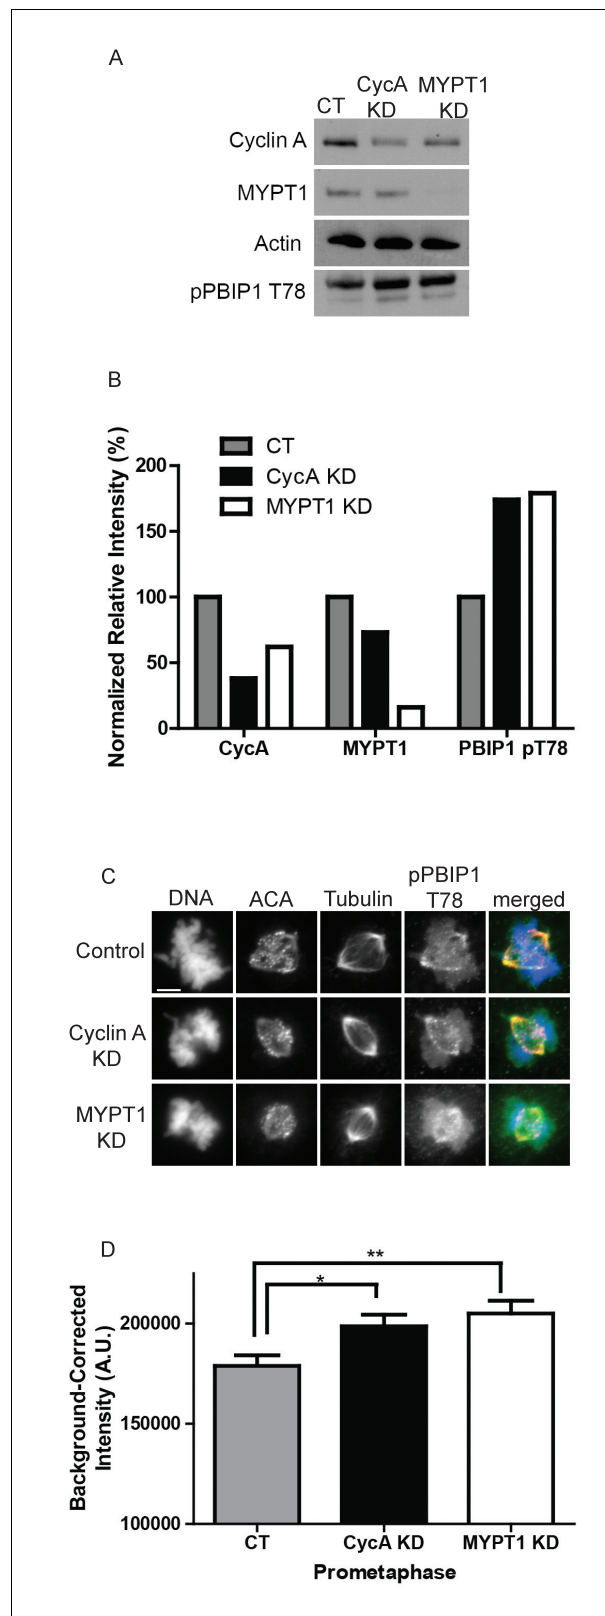 A
CT CycA KD MYPT1 KD
Cyclin A
MYPT1
Actin
pPBIP1 T78
B
Normalized Relative Intensity (%)
CT
CycA KD
MYPT1 KD
200
150
100
50
0
CycA MYPT1 PBIP1 pT78
C
DNA ACA Tubulin pPBIP1 T78 merged
Control
Cyclin A
KD
MYPT1
KD
D
Background-Corrected
Intensity (A.U.)
**
*
200000
150000
100000
CT CycA KD MYPT1 KD
Prometaphase